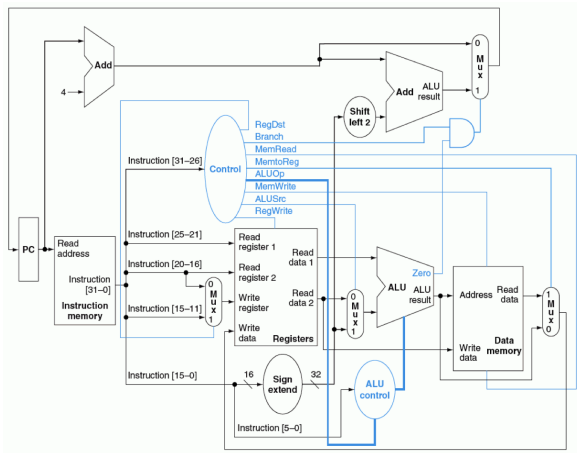 0
M
u
x
1
Add
4
Add
ALU
result
Shift
left 2
RegDst
Branch
MemRead
MemtoReg
ALUOp
MemWrite
ALUSrc
RegWrite
Control
Instruction [31–26]
Instruction [25–21]
Instruction [20–16]
Instruction [15–11]
Instruction [15–0]
Instruction [5–0]
PC
Read
address
Instruction
[31–0]
Instruction
memory
0
M
u
x
1
Read
register 1
Read
register 2
Write
register
Write
data
Read
data 1
Read
data 2
Registers
0
M
u
x
1
Zero
ALU
ALU
result
Address
Read
data
Write
data
Data
memory
1
M
u
x
0
16
Sign
extend
32
ALU
control